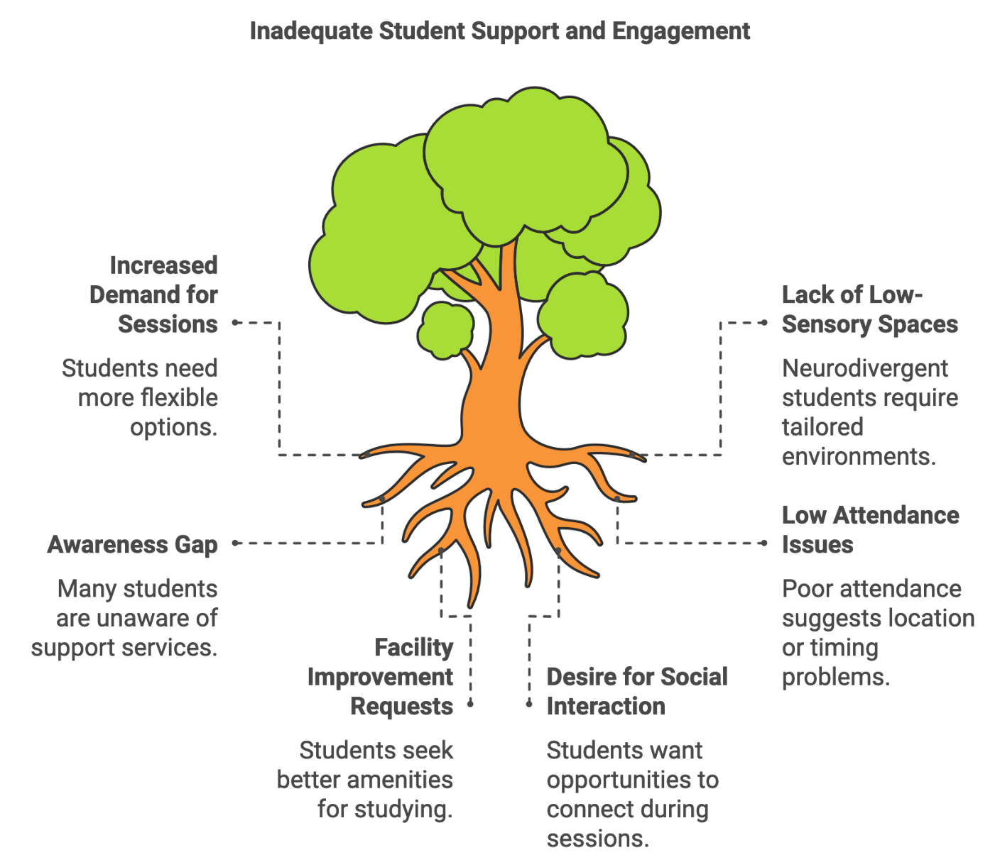 Inadequate Student Support and Engagement
Increased
Demand for
Sessions
Students need
more flexible
options.
Awareness Gap
Many students
are unaware of
support services.
Facility
Improvement
Requests
Students seek
better amenities
for studying.
Desire for Social
Interaction
Students want
opportunities to
connect during
sessions.
Lack of Low-
Sensory Spaces
Neurodivergent
students require
tailored
environments.
Low Attendance
Issues
Poor attendance
suggests location
or timing
problems.